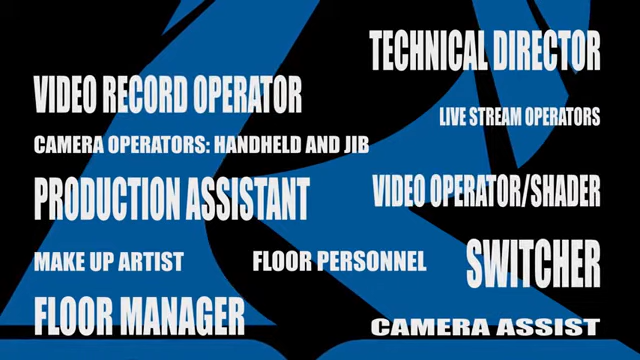 TECHNICAL DIRECTOR
VIDEO RECORD OPERATOR
LIVE STREAM OPERATORS
CAMERA OPERATORS: HANDHELD AND JIB
PRODUCTION ASSISTANT
VIDEO OPERATOR/SHADER
MAKE UP ARTIST
FLOOR PERSONNEL
SWITCHER
FLOOR MANAGER
CAMERA ASSIST